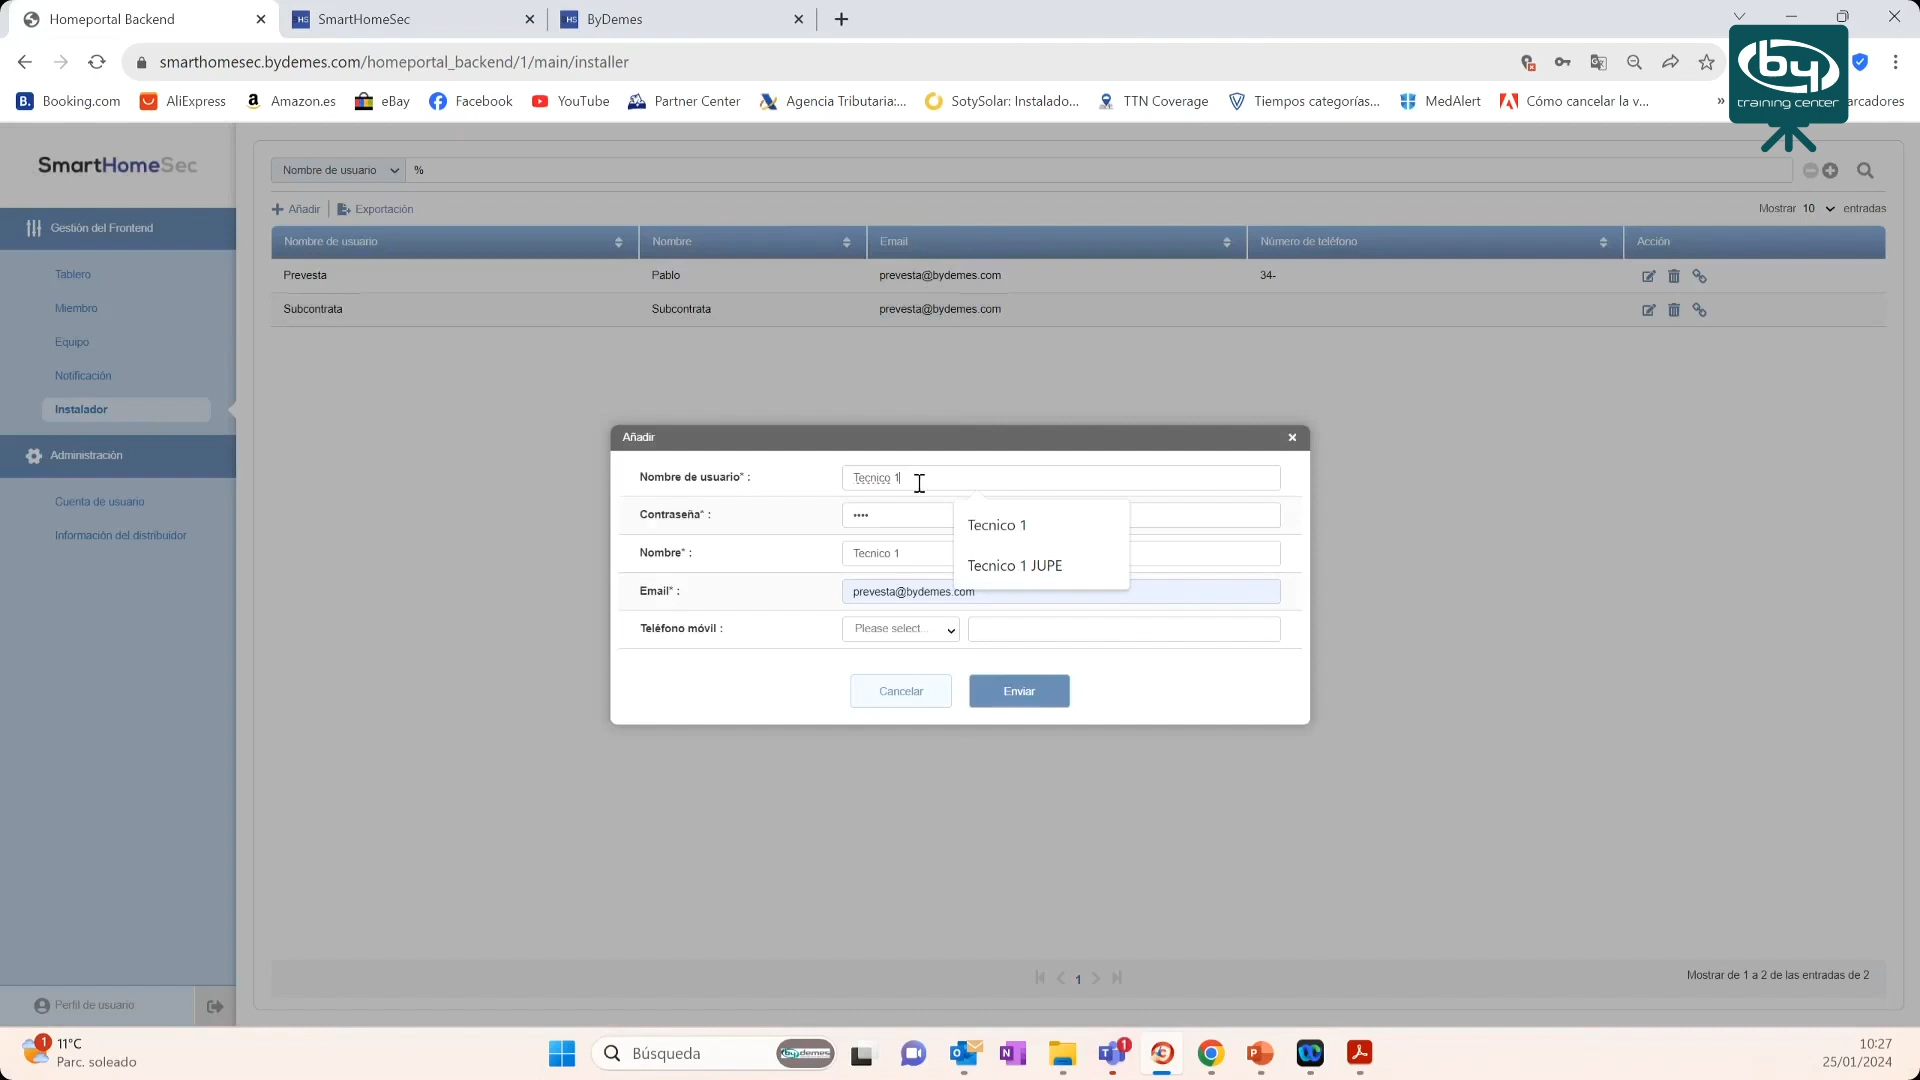 Homeportal Backend
SmartHomeSec
ByDemes
smarthomesec.bydemes.com/homeportal_backend/1/main/installer
Booking.com
AliExpress
Amazon.es
eBay
Facebook
YouTube
Partner Center
Agencia Tributaria:...
SotySolar: Instalado...
TTN Coverage
Tiempos categorías...
MedAlert
Cómo cancelar la v...
»
arcadores
by
training center
SmartHomeSec
Gestión del Frontend
Tablero
Miembro
Equipo
Notificación
Instalador
Administración
Cuenta de usuario
Información del distribuidor
Perfil de usuario
Nombre de usuario
%
Añadir
Exportación
Mostrar 10 entradas
Nombre de usuario
Nombre
Email
Número de teléfono
Acción
Prevesta
Pablo
prevesta@bydemes.com
34-
Subcontrata
Subcontrata
prevesta@bydemes.com
Añadir
Nombre de usuario* :
Tecnico 1
Contraseña* :
••••
Tecnico 1
Tecnico 1 JUPE
Nombre* :
Tecnico 1
Email* :
prevesta@bydemes.com
Teléfono móvil :
Please select...
Cancelar
Enviar
1
Mostrar de 1 a 2 de las entradas de 2
1
11°C
Parc. soleado
Búsqueda
bydemes
1
10:27
25/01/2024